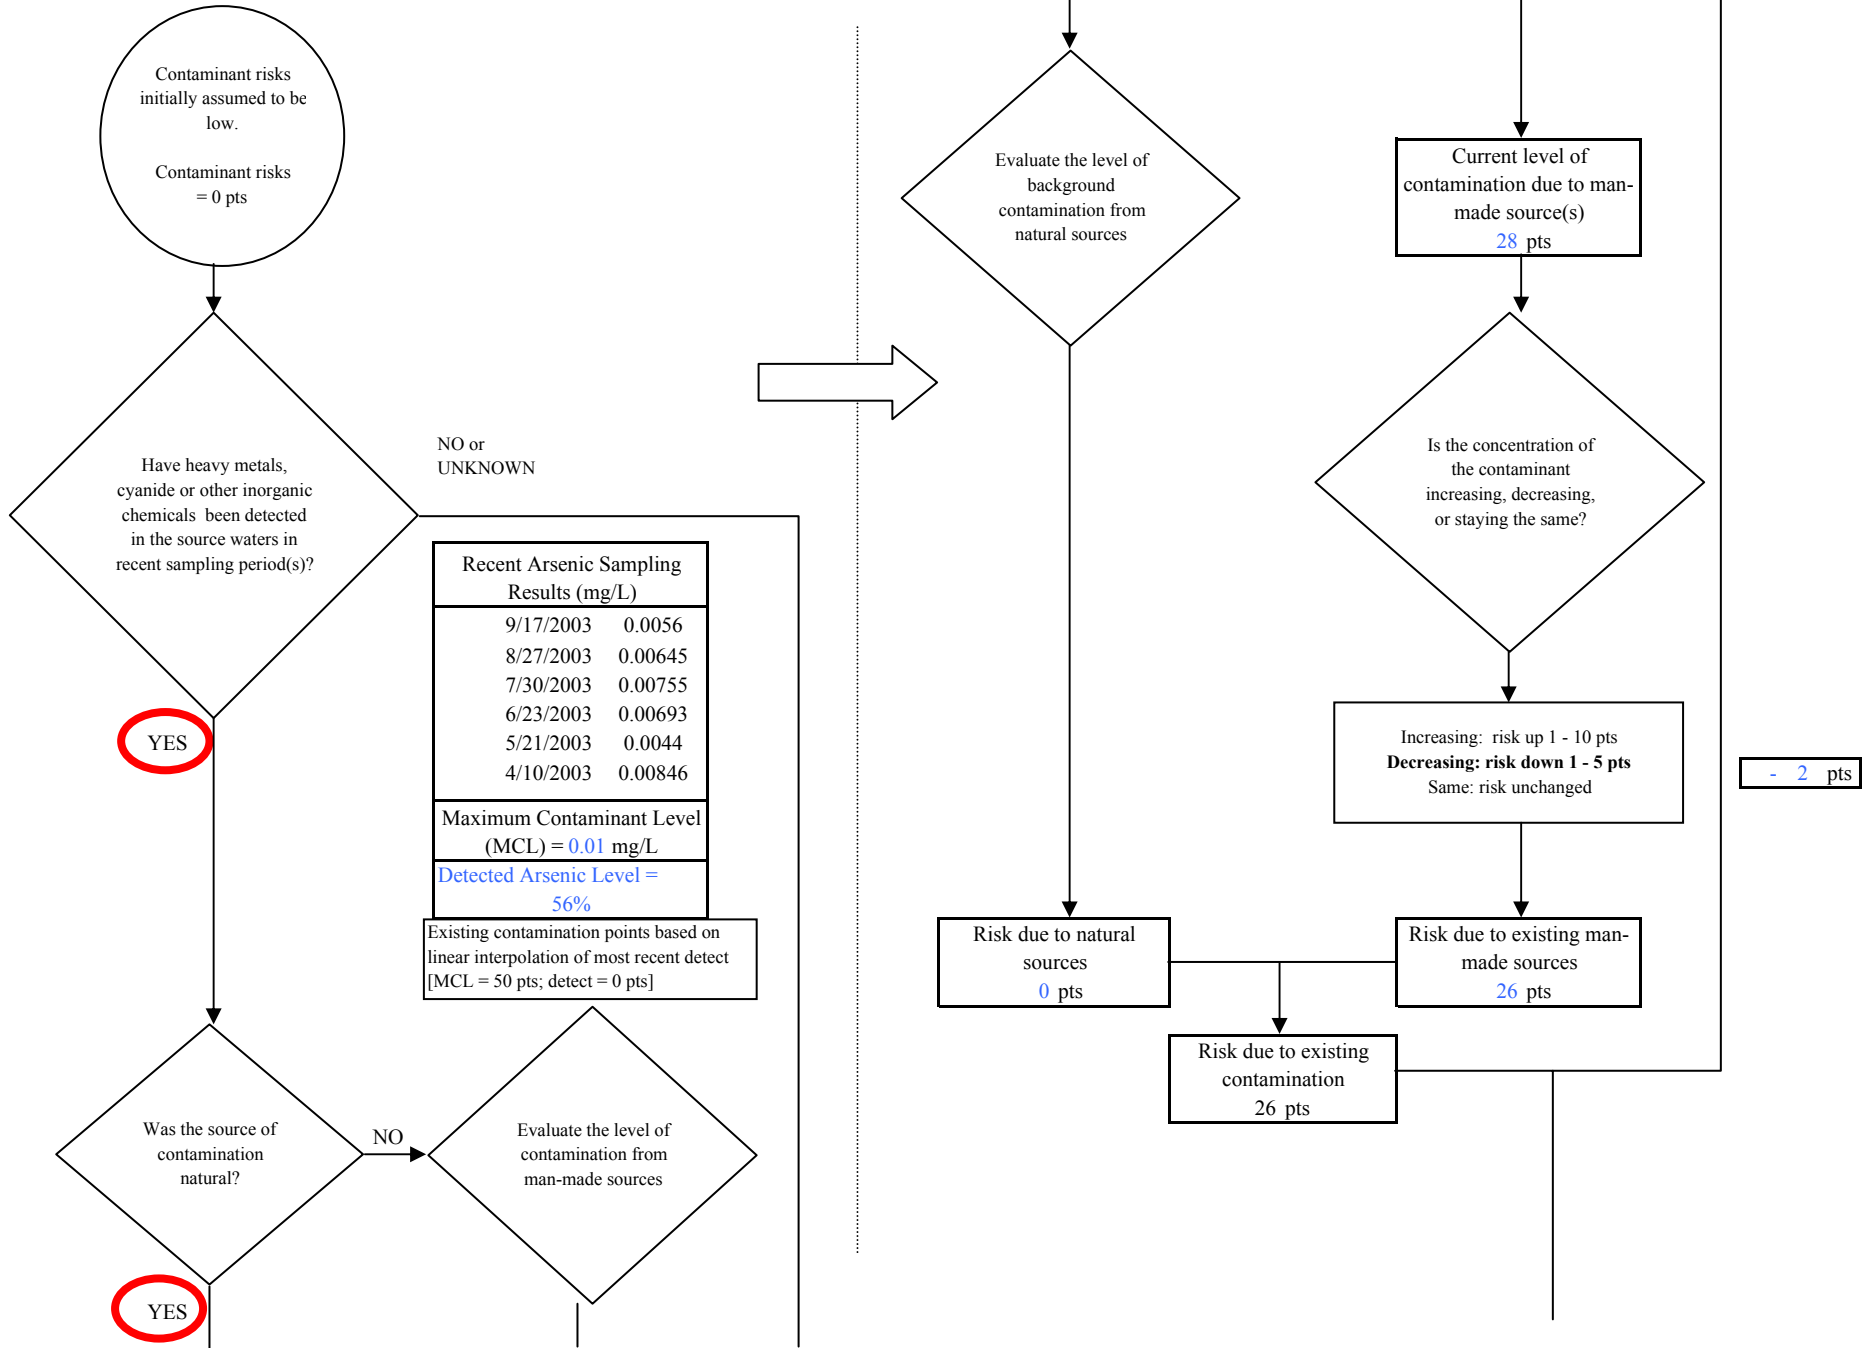 Contaminant risks
initially assumed to be
low.
Contaminant risks
= 0 pts
Have heavy metals,
cyanide or other inorganic
chemicals been detected
in the source waters in
recent sampling period(s)?
NO or
UNKNOWN
YES
Recent Arsenic Sampling
Results (mg/L)
9/17/2003 0.0056
8/27/2003 0.00645
7/30/2003 0.00755
6/23/2003 0.00693
5/21/2003 0.0044
4/10/2003 0.00846
Maximum Contaminant Level
(MCL) = 0.01 mg/L
Detected Arsenic Level =
56%
Existing contamination points based on
linear interpolation of most recent detect
[MCL = 50 pts; detect = 0 pts]
Was the source of
contamination
natural?
NO
Evaluate the level of
contamination from
man-made sources
YES
Evaluate the level of
background
contamination from
natural sources
Current level of
contamination due to man-
made source(s)
28 pts
Is the concentration of
the contaminant
increasing, decreasing,
or staying the same?
Increasing: risk up 1 - 10 pts
Decreasing: risk down 1 - 5 pts
Same: risk unchanged
- 2 pts
Risk due to natural
sources
0 pts
Risk due to existing man-
made sources
26 pts
Risk due to existing
contamination
26 pts